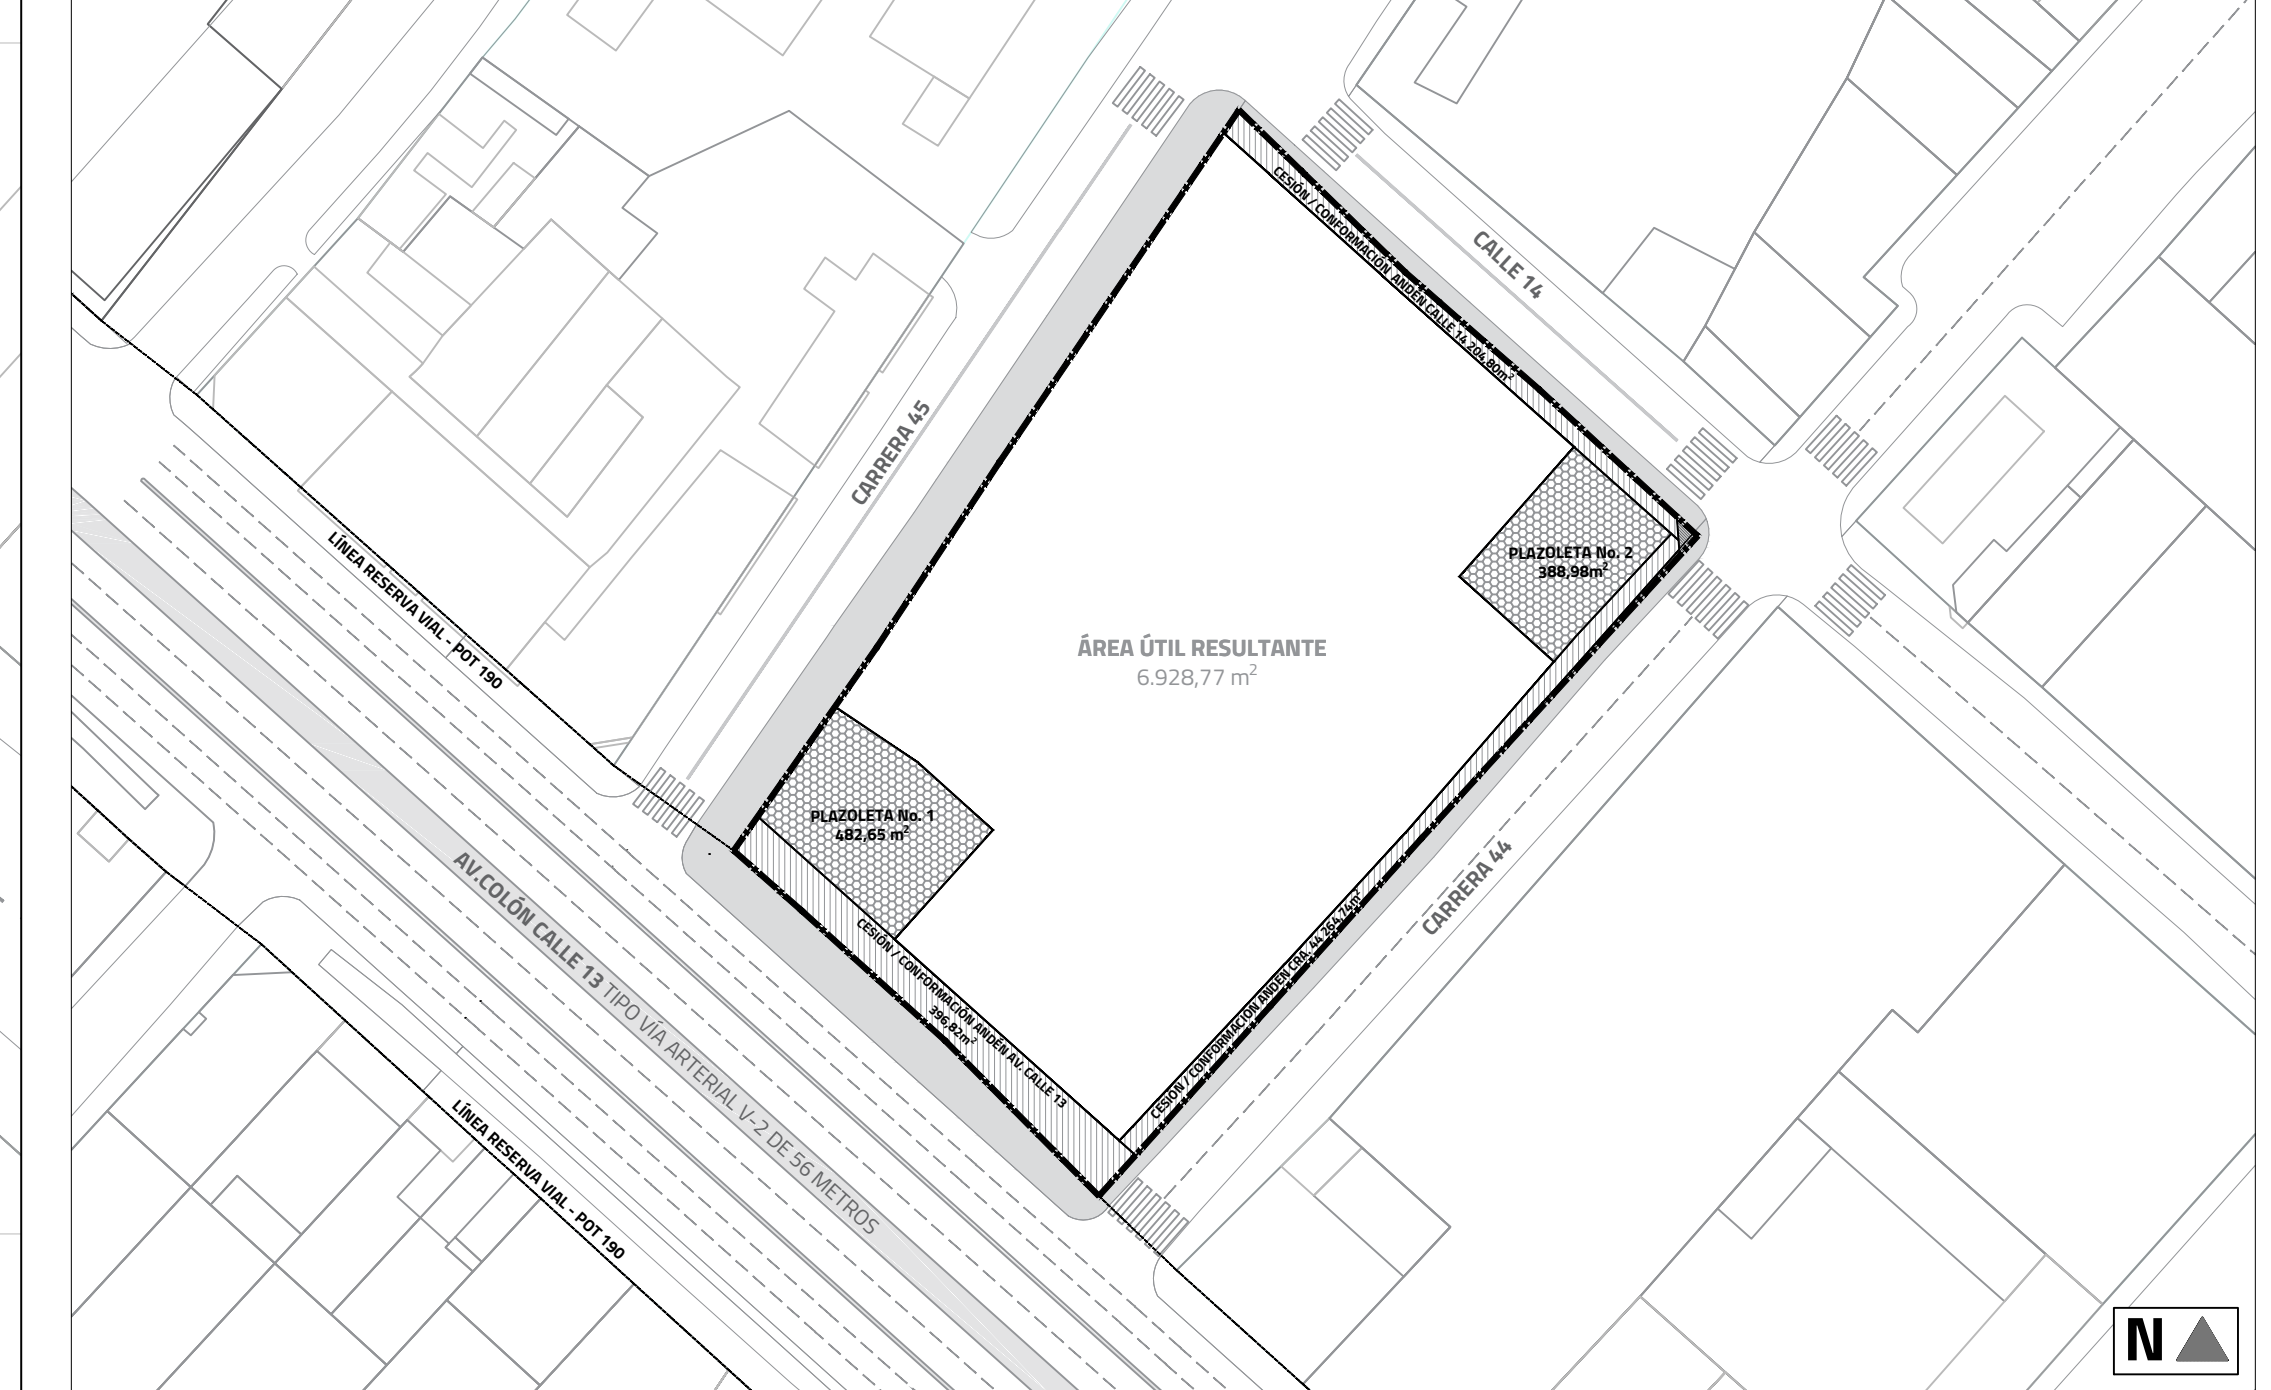 CESIÓN / CONFORMACIÓN ANDÉN CALLE 14 204,80m²
CALLE 14
CARRERA 45
LÍNEA RESERVA VIAL - POT 190
PLAZOLETA No. 2
388,98m²
ÁREA ÚTIL RESULTANTE
6.928,77 m²
PLAZOLETA No. 1
482,65 m²
CARRERA 44
CESIÓN / CONFORMACIÓN ANDEN CRA. 44 264,74m²
CESIÓN / CONFORMACIÓN ANDÉN AV. CALLE 13
396,82m²
AV.COLÓN CALLE 13 TIPO VÍA ARTERIAL V-2 DE 56 METROS
LÍNEA RESERVA VIAL - POT 190
N